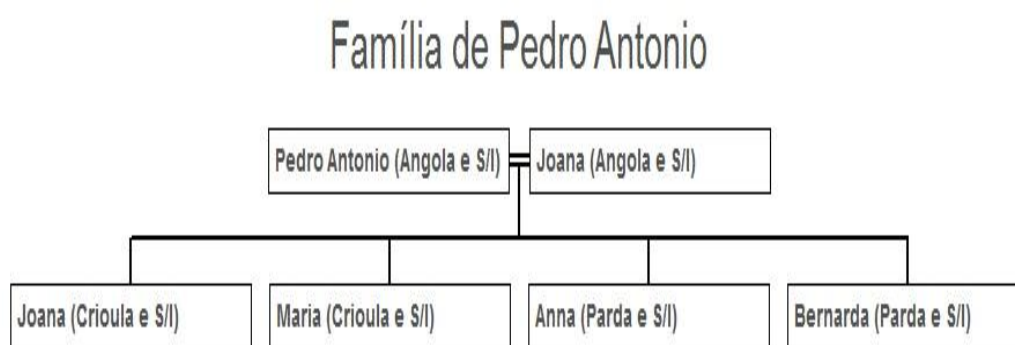 Família de Pedro Antonio
Pedro Antonio (Angola e S/I)
Joana (Angola e S/I)
Joana (Crioula e S/I)
Maria (Crioula e S/I)
Anna (Parda e S/I)
Bernarda (Parda e S/I)